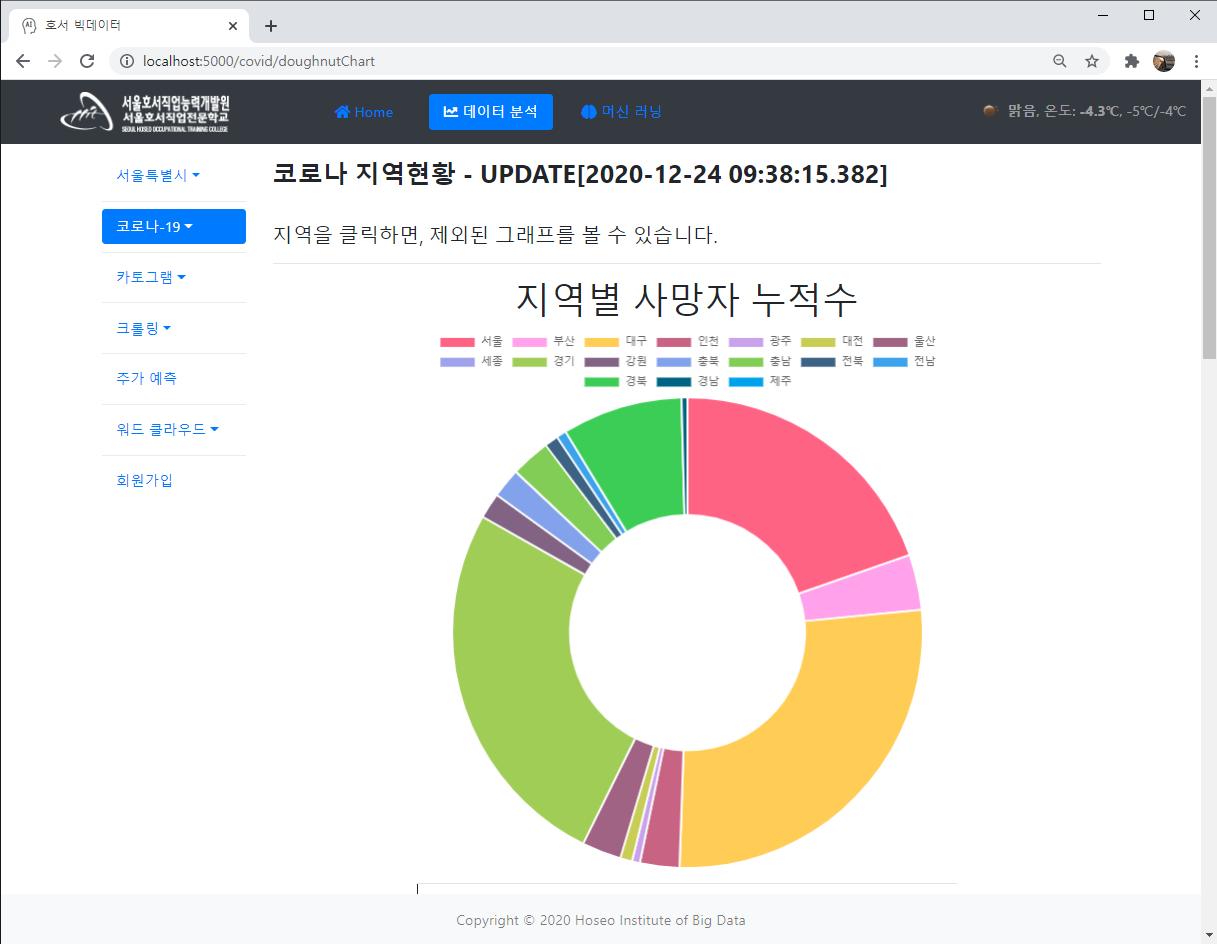 호서 빅데이터
localhost:5000/covid/doughnutChart
서울호서직업능력개발원
서울호서직업전문학교
SEOUL HOSEO OCCUPATIONAL TRAINING COLLEGE
Home
데이터 분석
머신 러닝
맑음, 온도: -4.3℃, -5℃/-4℃
서울특별시
코로나-19
카토그램
크롤링
주가 예측
워드 클라우드
회원가입
코로나 지역현황 - UPDATE[2020-12-24 09:38:15.382]
지역을 클릭하면, 제외된 그래프를 볼 수 있습니다.
지역별 사망자 누적수
서울 부산 대구 인천 광주 대전 울산
세종 경기 강원 충북 충남 전북 전남
경북 경남 제주
Copyright © 2020 Hoseo Institute of Big Data